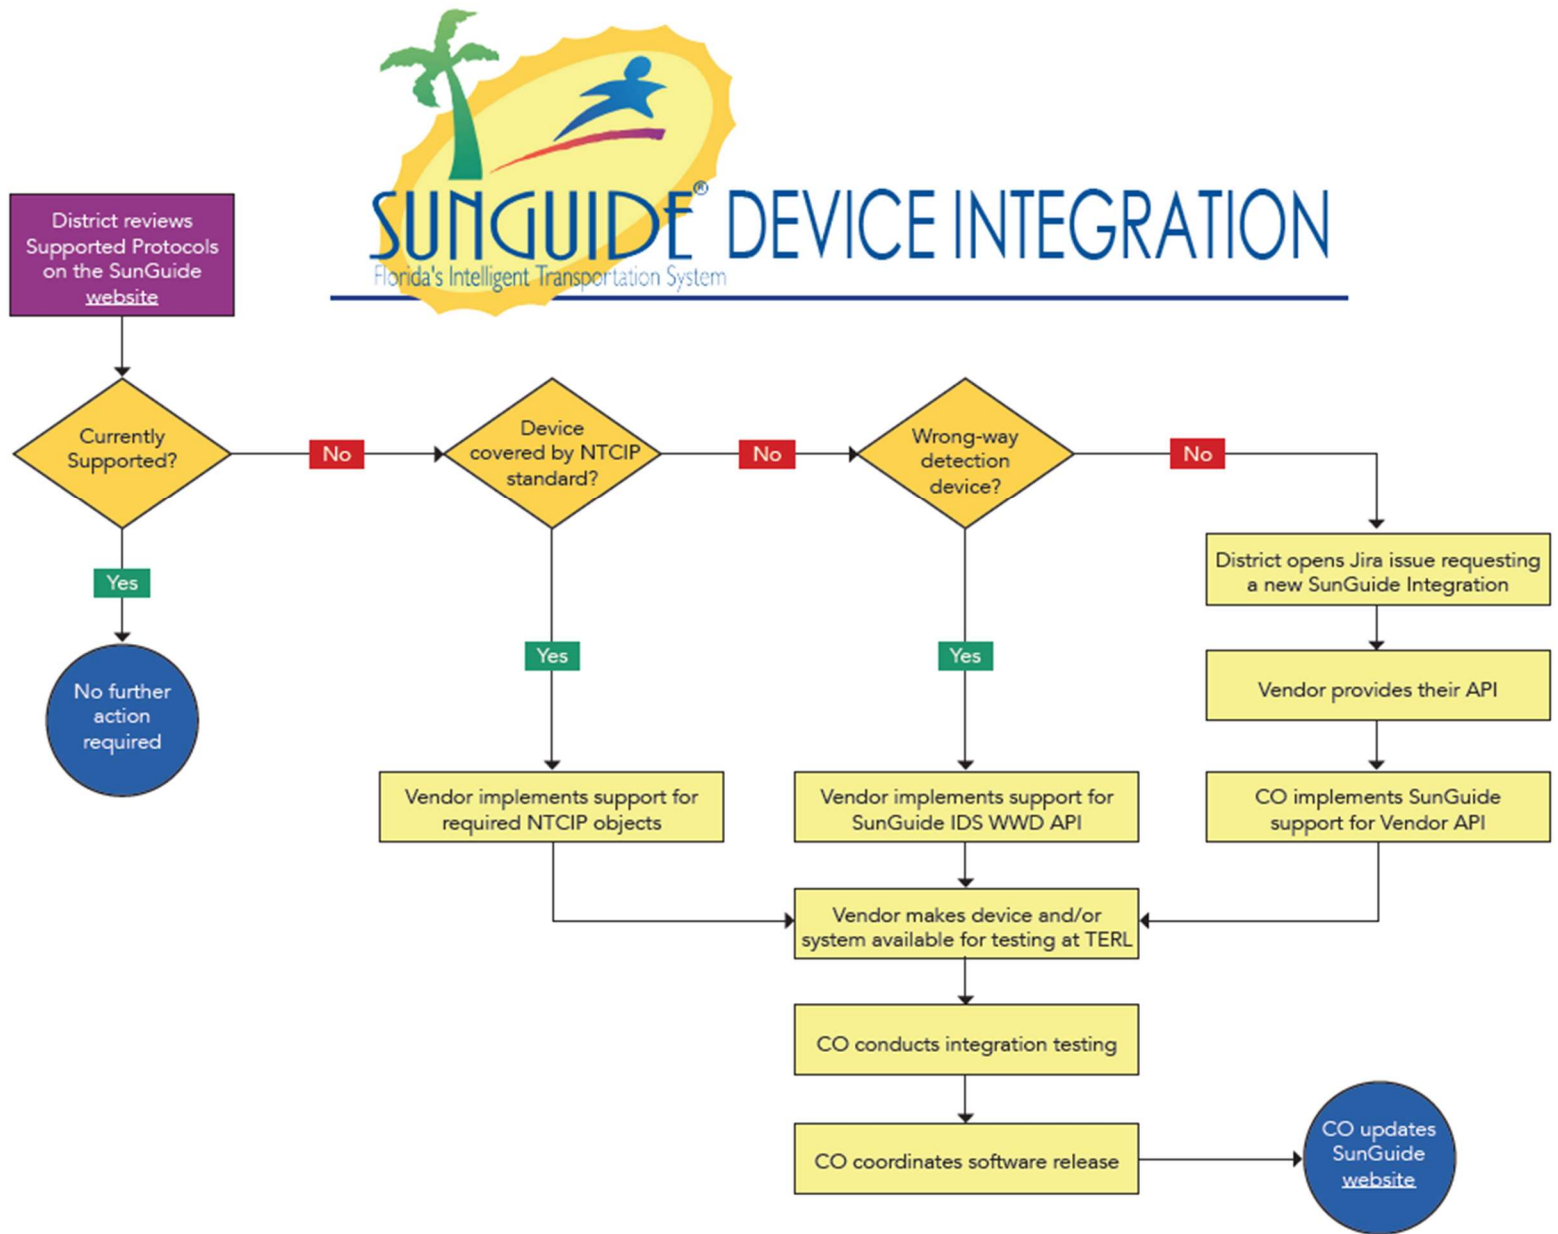 SUNGUIDE® DEVICE INTEGRATION
Florida's Intelligent Transportation System
District reviews
Supported Protocols
on the SunGuide
website
Currently
Supported?
No
Device
covered by NTCIP
standard?
No
Wrong-way
detection
device?
No
Yes
No further
action
required
Yes
Yes
District opens Jira issue requesting
a new SunGuide Integration
Vendor provides their API
Vendor implements support for
required NTCIP objects
Vendor implements support for
SunGuide IDS WWD API
CO implements SunGuide
support for Vendor API
Vendor makes device and/or
system available for testing at TERL
CO conducts integration testing
CO coordinates software release
CO updates
SunGuide
website